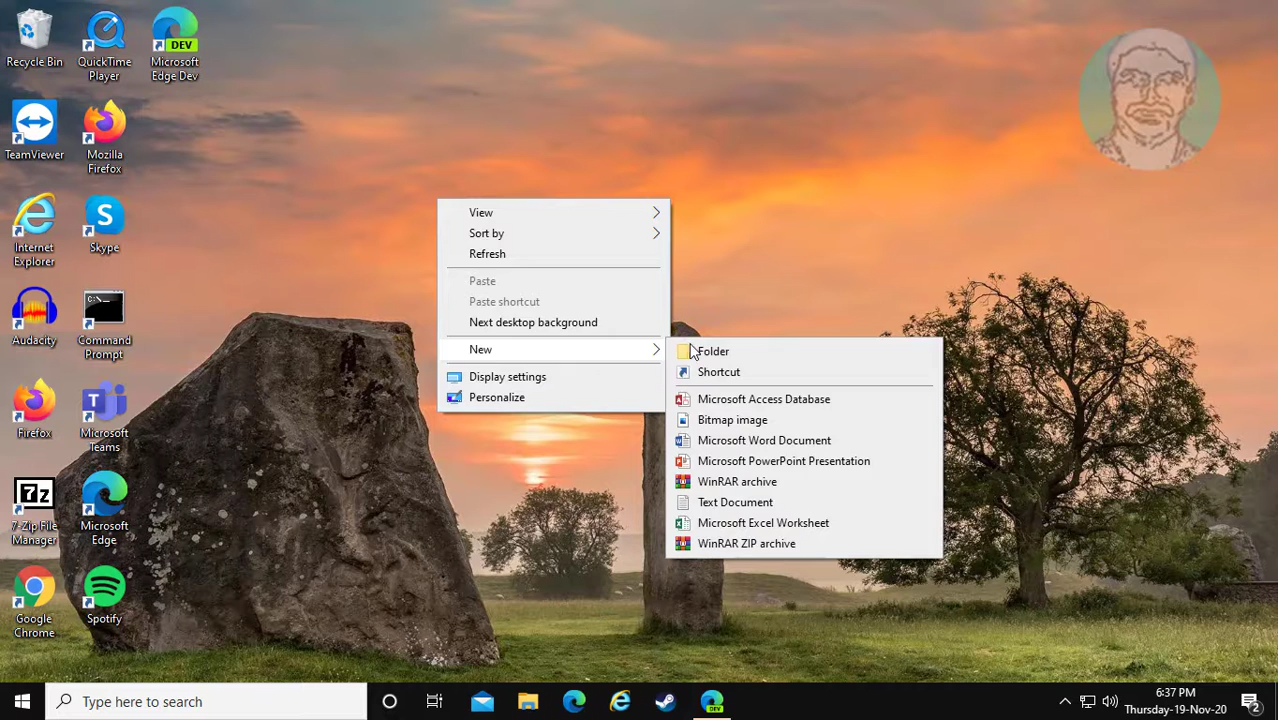 Recycle Bin
QuickTime
Player
DEV
Microsoft
Edge Dev
TeamViewer
Mozilla
Firefox
Internet
Explorer
Skype
Audacity
C:\>_
Command
Prompt
Firefox
Microsoft
Teams
7z
7-Zip File
Manager
Microsoft
Edge
Google
Chrome
Spotify
View
Sort by
Refresh
Paste
Paste shortcut
Next desktop background
New
Display settings
Personalize
Folder
Shortcut
Microsoft Access Database
Bitmap image
Microsoft Word Document
Microsoft PowerPoint Presentation
WinRAR archive
Text Document
Microsoft Excel Worksheet
WinRAR ZIP archive
Type here to search
DEV
6:37 PM
Thursday-19-Nov-20
2